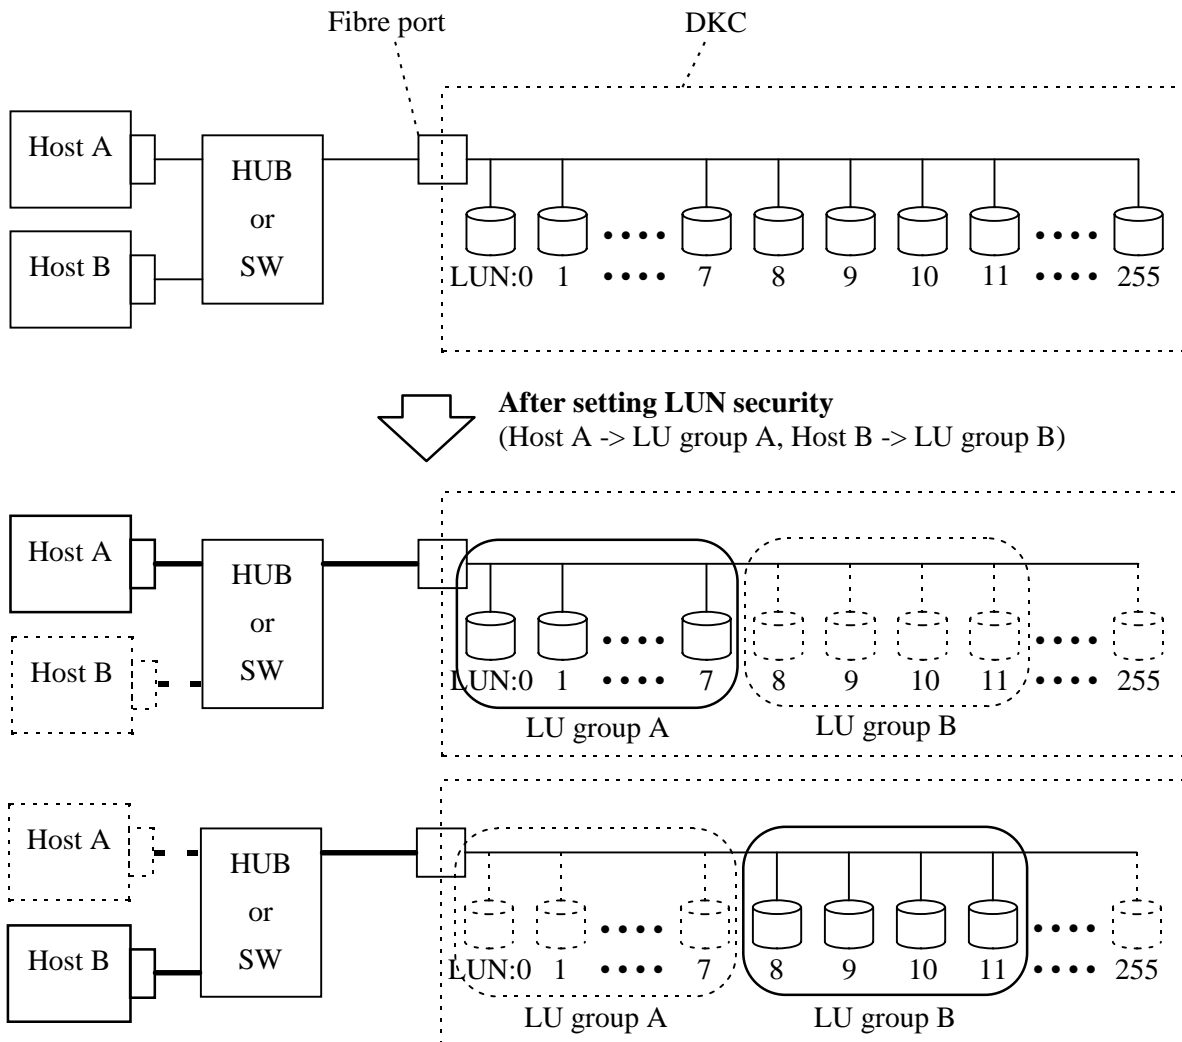 Fibre port DKC
Host A
HUB
or
SW
Host B
LUN:0 1 •••• 7 8 9 10 11 •••• 255
After setting LUN security
(Host A -> LU group A, Host B -> LU group B)
Host A
HUB
or
SW
Host B
LUN:0 1 •••• 7 8 9 10 11 •••• 255
LU group A LU group B
Host A
HUB
or
SW
Host B
LUN:0 1 •••• 7 8 9 10 11 •••• 255
LU group A LU group B